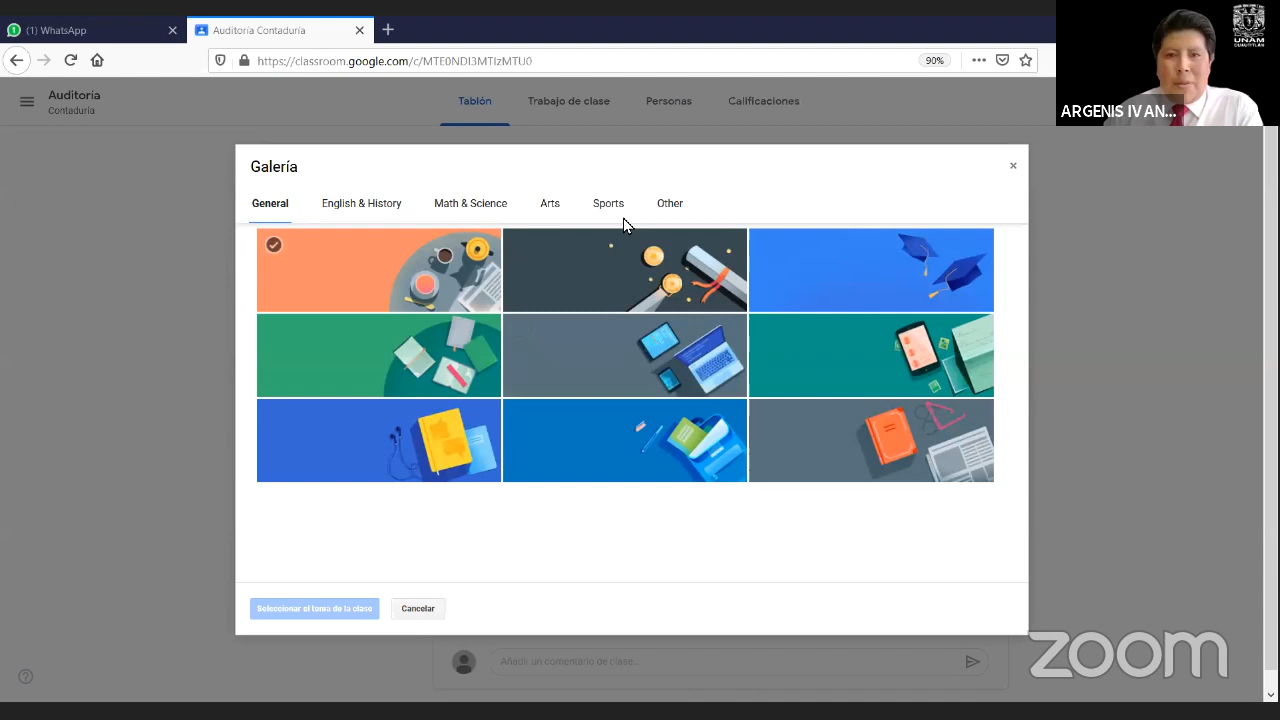 (1) WhatsApp
Auditoría Contaduría
https://classroom.google.com/c/MTE0NDI3MTIzMTU0
90%
UNAM
CUAUTITLÁN
ARGENIS IVAN...
Auditoría
Contaduría
Tablón
Trabajo de clase
Personas
Calificaciones
Galería
General
English & History
Math & Science
Arts
Sports
Other
Seleccionar el tema de la clase
Cancelar
Añadir un comentario de clase...
zoom